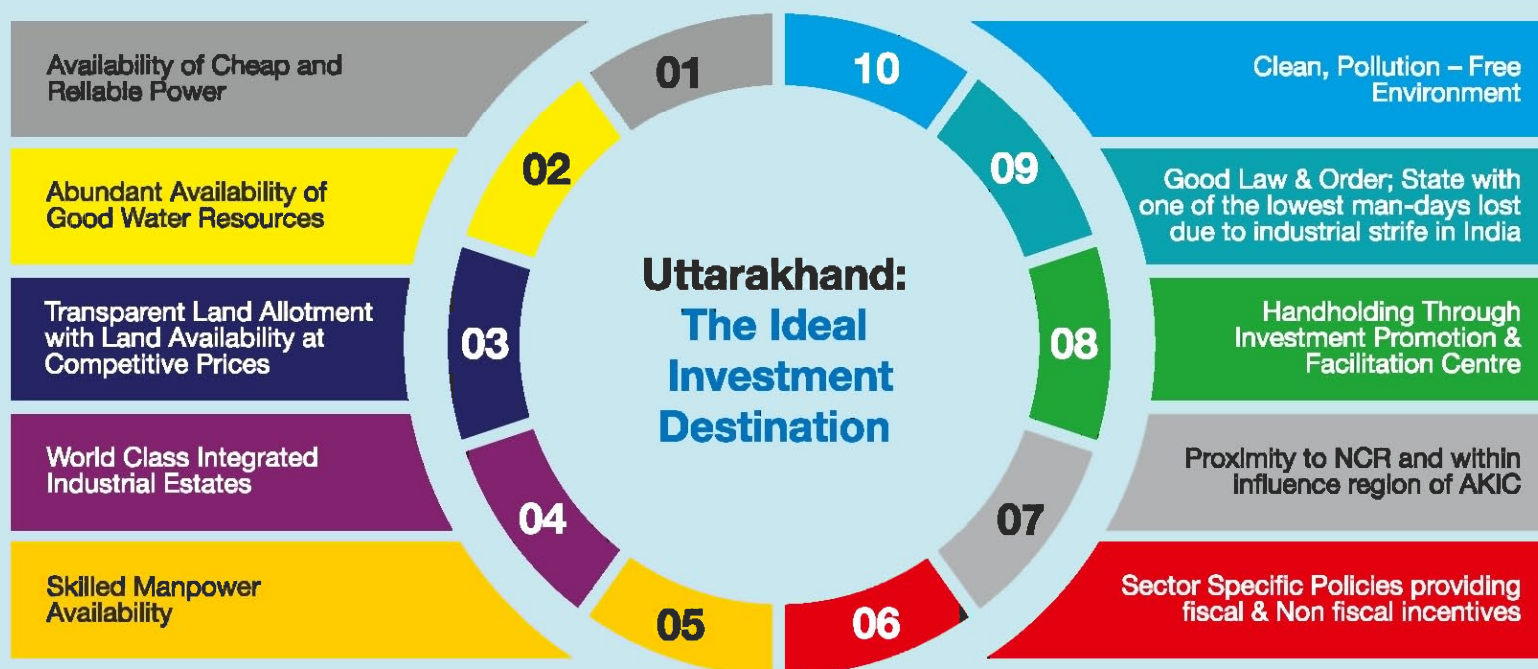 Availability of Cheap and
Reliable Power
Abundant Availability of
Good Water Resources
Transparent Land Allotment
with Land Availability at
Competitive Prices
World Class Integrated
Industrial Estates
Skilled Manpower
Availability
01
02
03
04
05
Uttarakhand:
The Ideal
Investment
Destination
10
09
08
07
06
Clean, Pollution – Free
Environment
Good Law & Order; State with
one of the lowest man-days lost
due to industrial strife in India
Handholding Through
Investment Promotion &
Facilitation Centre
Proximity to NCR and within
influence region of AKIC
Sector Specific Policies providing
fiscal & Non fiscal incentives